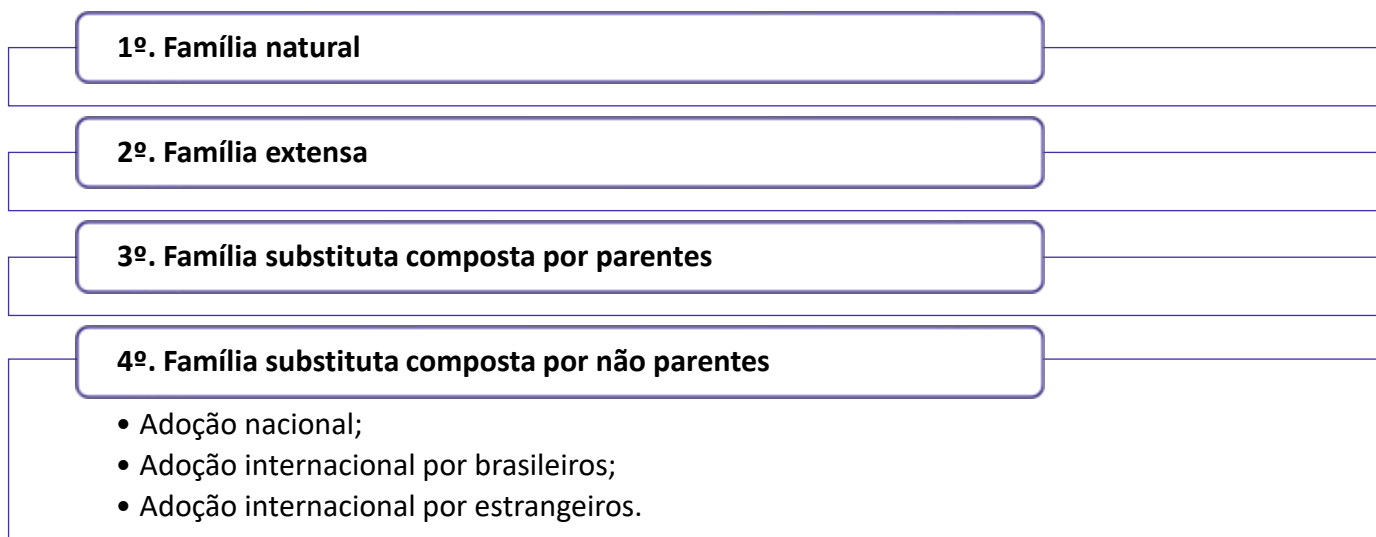 1º. Família natural
2º. Família extensa
3º. Família substituta composta por parentes
4º. Família substituta composta por não parentes
• Adoção nacional;
• Adoção internacional por brasileiros;
• Adoção internacional por estrangeiros.